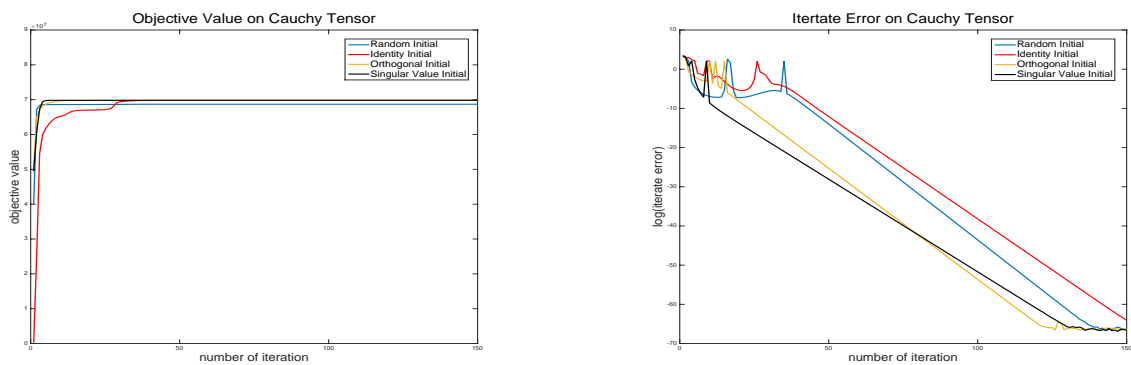 Objective Value on Cauchy Tensor
×10⁷
9
8
7
6
5
4
3
2
1
0
objective value
0
50
100
150
number of iteration
Random Initial
Identity Initial
Orthogonal Initial
Singular Value Initial
Itertate Error on Cauchy Tensor
10
0
-10
-20
-30
-40
-50
-60
-70
log(iterate error)
0
50
100
150
number of iteration
Random Initial
Identity Initial
Orthogonal Initial
Singular Value Initial